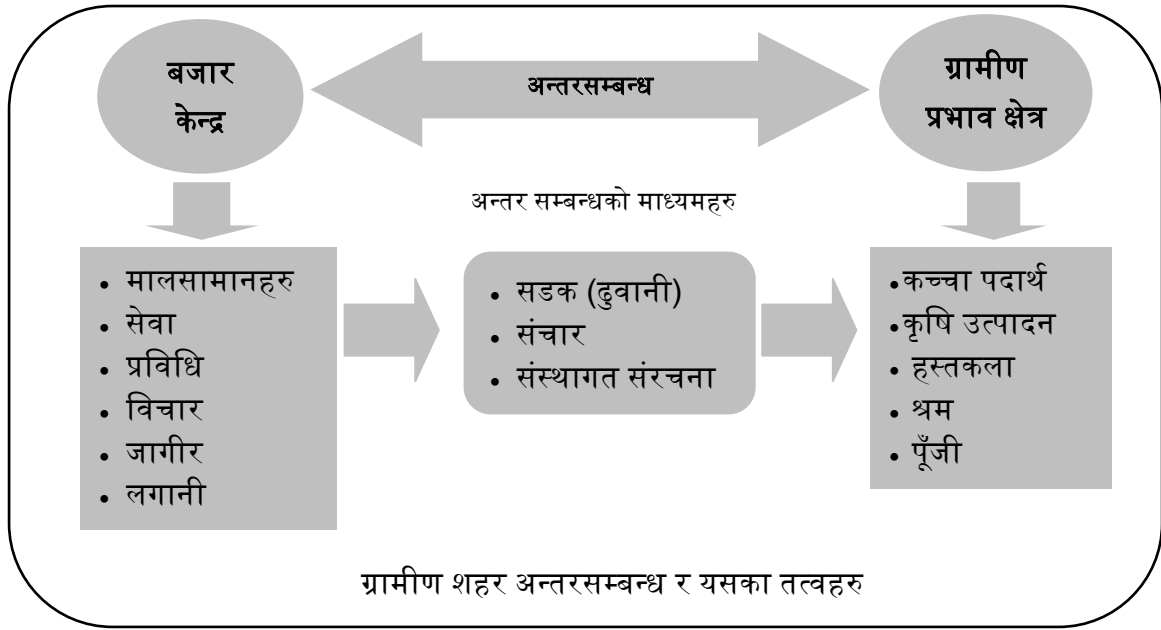 बजार
केन्द्र
अन्तरसम्बन्ध
ग्रामीण
प्रभाव क्षेत्र
अन्तर सम्बन्धको माध्यमहरु
• मालसामानहरु
• सेवा
• प्रविधि
• विचार
• जागीर
• लगानी
• सडक (ढुवानी)
• संचार
• संस्थागत संरचना
•कच्चा पदार्थ
•कृषि उत्पादन
हस्तकला
• श्रम
• पूँजी
ग्रामीण शहर अन्तरसम्बन्ध र यसका तत्वहरु